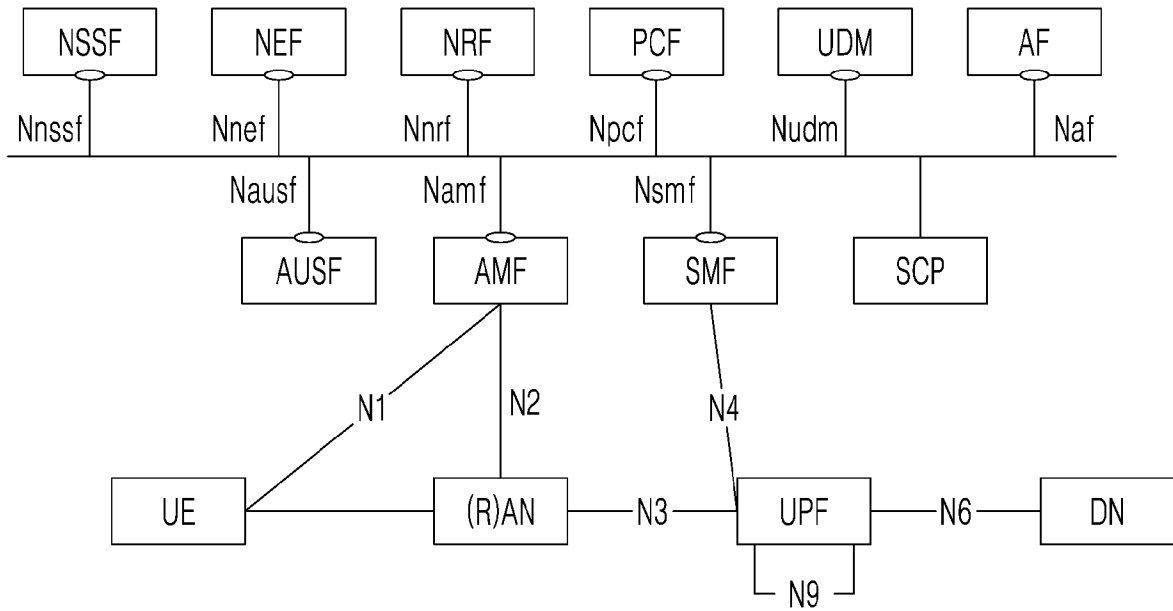 NSSF NEF NRF PCF UDM AF
Nnssf Nnef Nnrf Npcf Nudm Naf
Nausf Namf Nsmf
AUSF AMF SMF SCP
N1 N2 N4
UE (R)AN N3 UPF N6 DN
N9